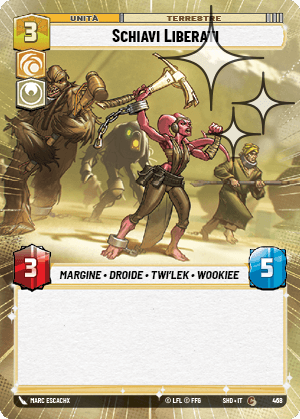 3
UNITÀ
TERRESTRE
SCHIAVI LIBERATI
3
MARGINE • DROIDE • TWI'LEK • WOOKIEE
5
MARC ESCACHX
© LFL © FFG
SHD • IT
468